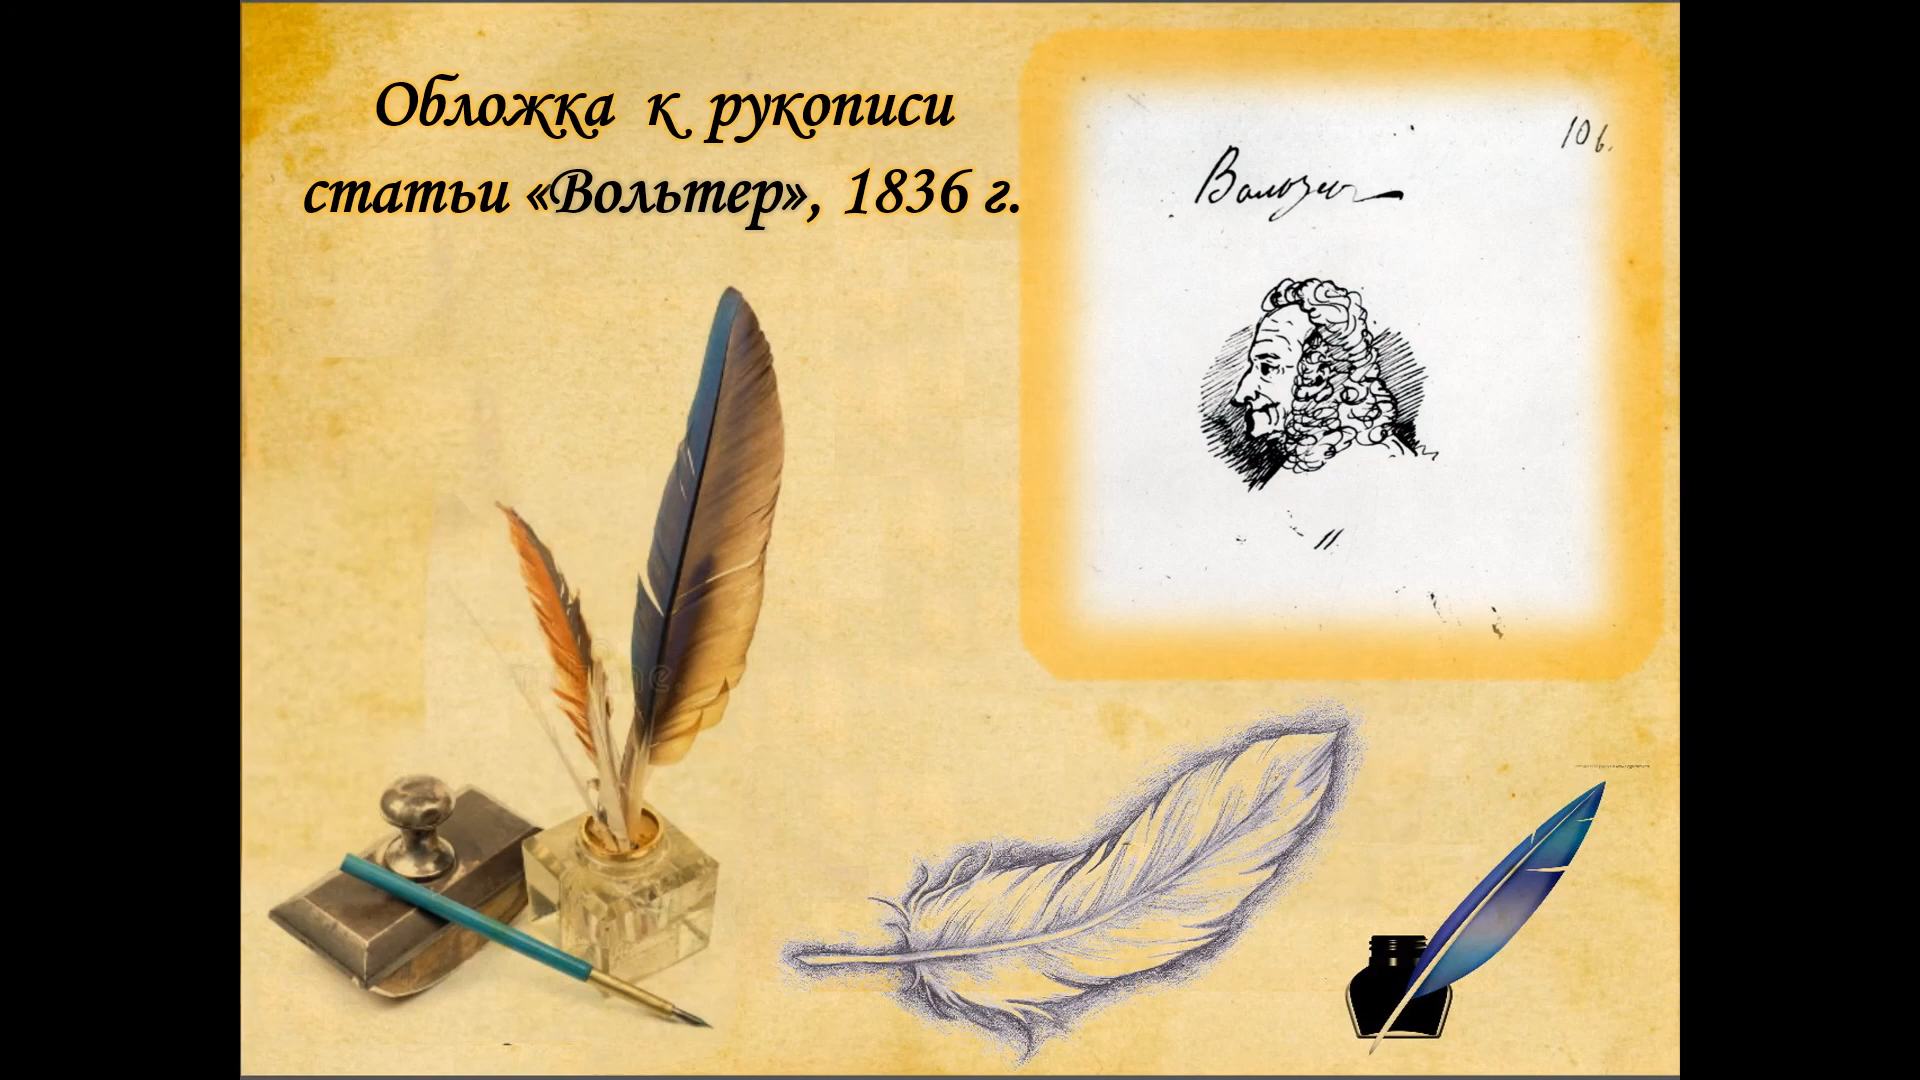 Обложка к рукописи
статьи «Вольтер», 1836 г.
106.
Вольтер